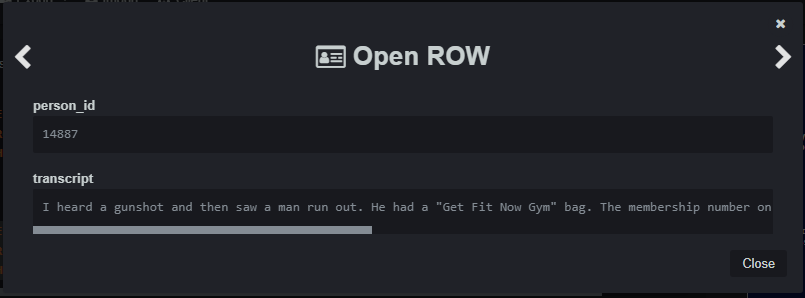 Open ROW
person_id
14887
transcript
I heard a gunshot and then saw a man run out. He had a "Get Fit Now Gym" bag. The membership number on
Close